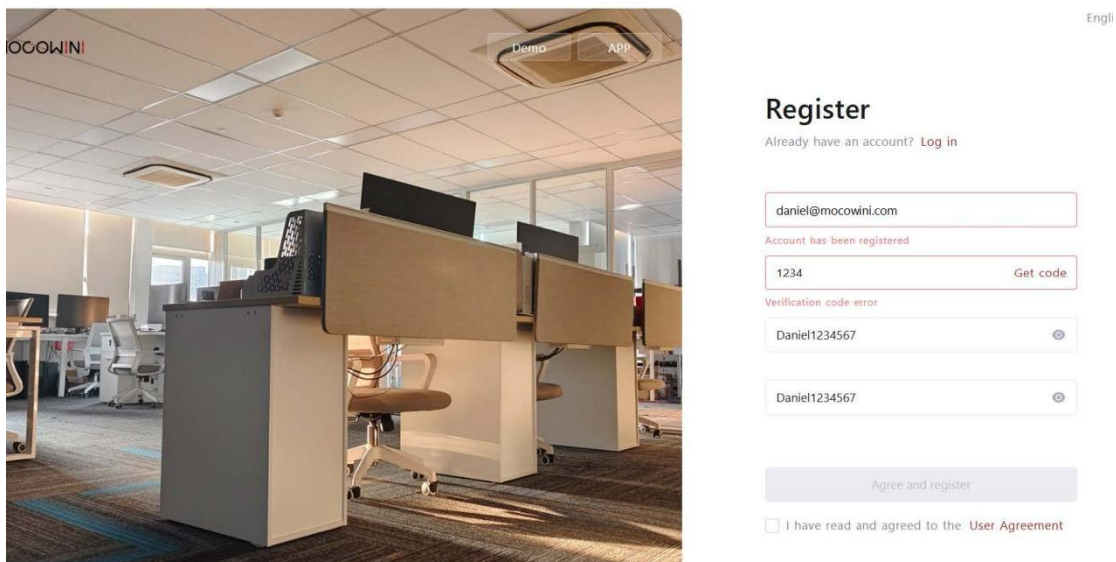 OCOWINI
Demo APP
Engli
Register
Already have an account? Log in
daniel@mocowini.com
Account has been registered
1234 Get code
Verification code error
Daniel1234567
Daniel1234567
Agree and register
I have read and agreed to the User Agreement